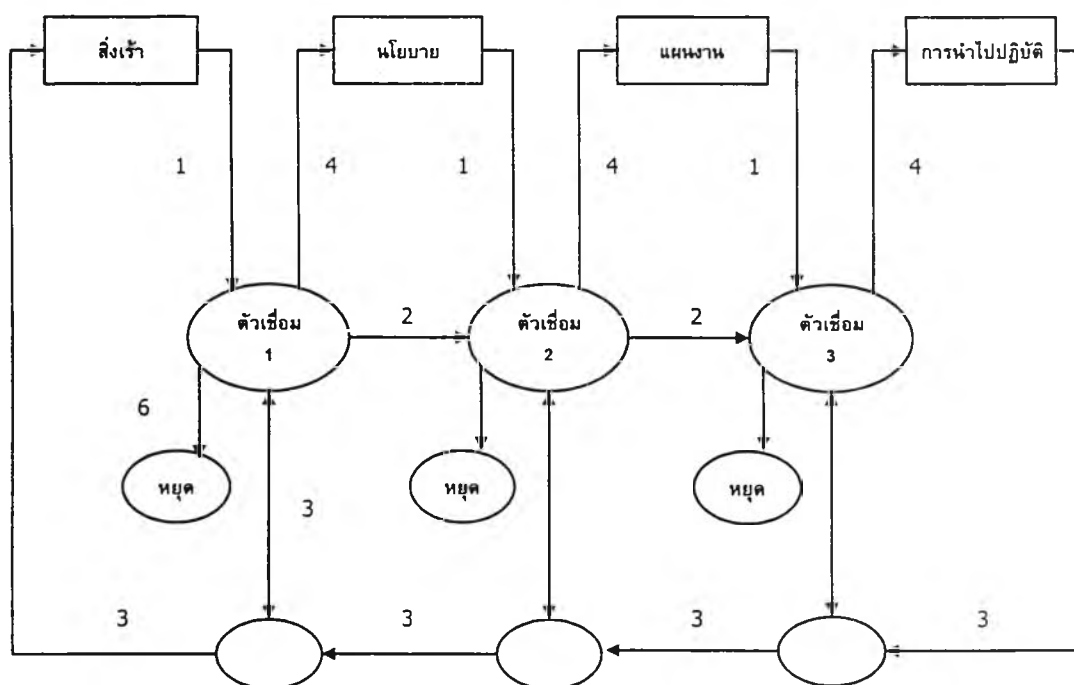 สิ่งเร้า
นโยบาย
แผนงาน
การนำไปปฏิบัติ
1
4
1
4
1
4
ตัวเชื่อม
1
2
ตัวเชื่อม
2
2
ตัวเชื่อม
3
6
หยุด
หยุด
หยุด
3
3
3
3
3